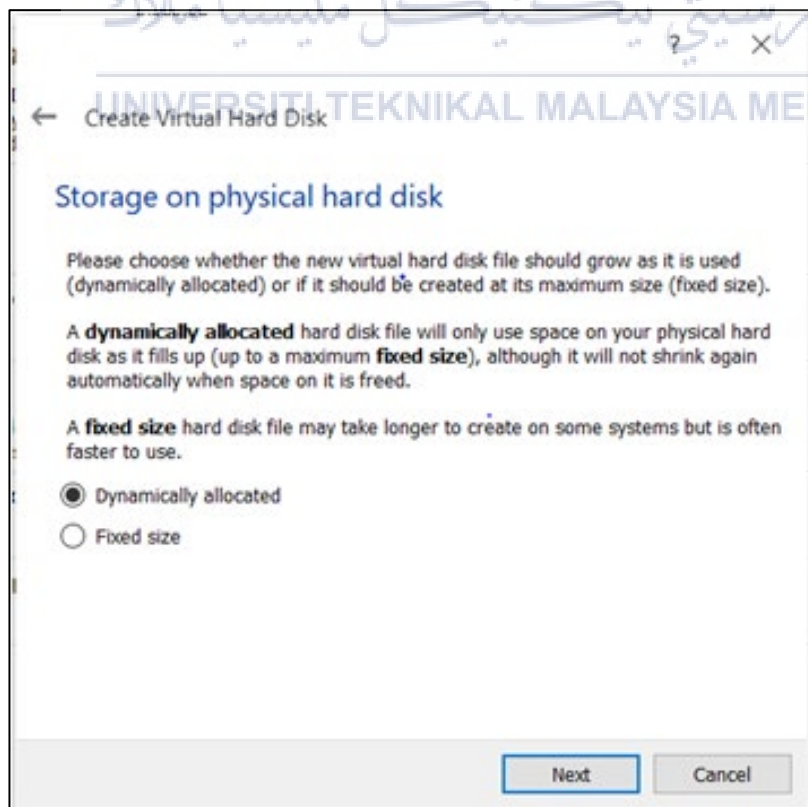 ? ×
UNIVERSITI TEKNIKAL MALAYSIA ME
← Create Virtual Hard Disk
Storage on physical hard disk
Please choose whether the new virtual hard disk file should grow as it is used
(dynamically allocated) or if it should be created at its maximum size (fixed size).
A dynamically allocated hard disk file will only use space on your physical hard
disk as it fills up (up to a maximum fixed size), although it will not shrink again
automatically when space on it is freed.
A fixed size hard disk file may take longer to create on some systems but is often
faster to use.
Dynamically allocated
Fixed size
Next Cancel